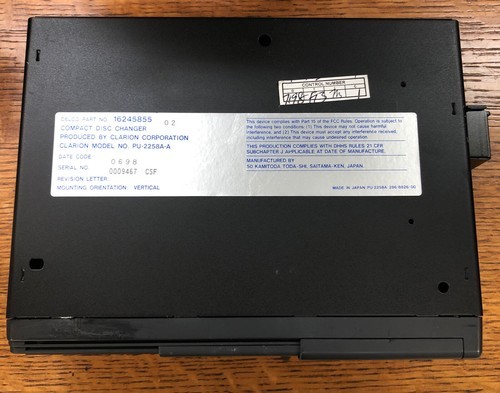 CONTROL NUMBER
DELCO PART NO. 16245855 02
COMPACT DISC CHANGER
PRODUCED BY CLARION CORPORATION
CLARION MODEL NO. PU-2258A-A
DATE CODE 0698
SERIAL NO. 0009467 CSF
REVISION LETTER:
MOUNTING ORIENTATION: VERTICAL
This device complies with Part 15 of the FCC Rules. Operation is subject to
the following two conditions: (1) This device may not cause harmful
interference, and (2) This device must accept any interference received,
including interference that may cause undesired operation.
THIS PRODUCTION COMPLIES WITH DHHS RULES 21 CFR
SUBCHAPTER J APPLICABLE AT DATE OF MANUFACTURE.
MANUFACTURED BY
50 KAMITODA, TODA-SHI, SAITAMA-KEN, JAPAN.
MADE IN JAPAN PU-2258A